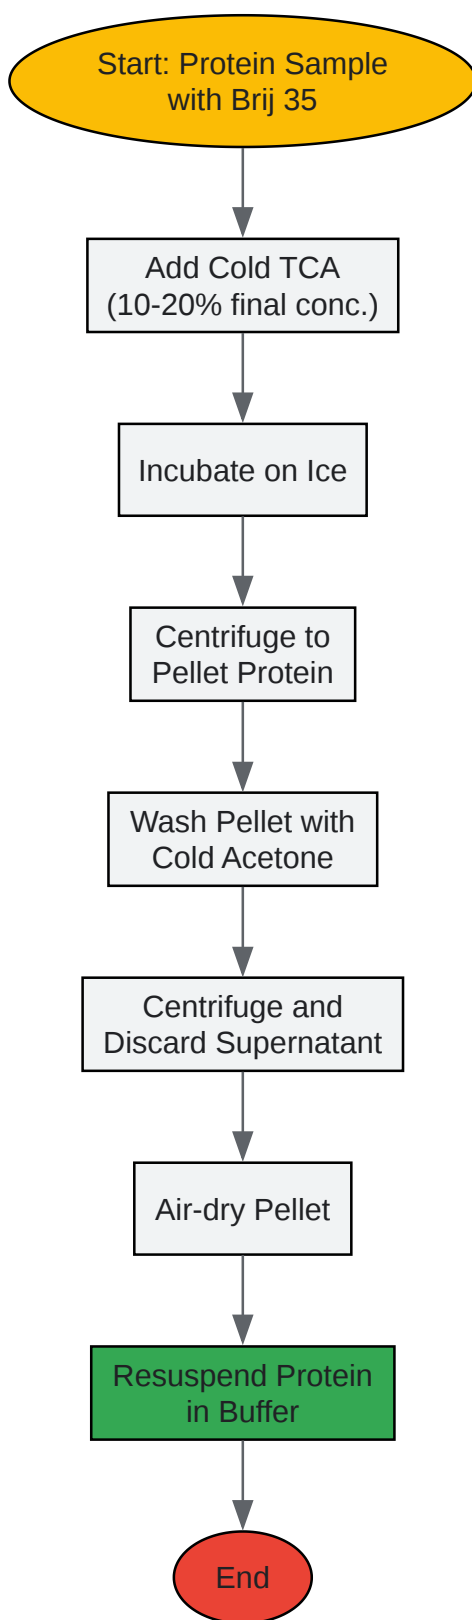 Start: Protein Sample
with Brij 35
Add Cold TCA
(10-20% final conc.)
Incubate on Ice
Centrifuge to
Pellet Protein
Wash Pellet with
Cold Acetone
Centrifuge and
Discard Supernatant
Air-dry Pellet
Resuspend Protein
in Buffer
End